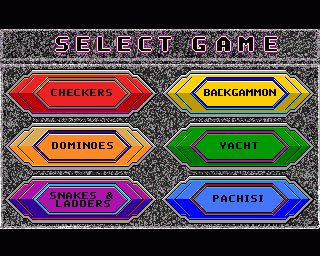 SELECT GAME
CHECKERS
BACKGAMMON
DOMINOES
YACHT
SNAKES &
LADDERS
PACHISI